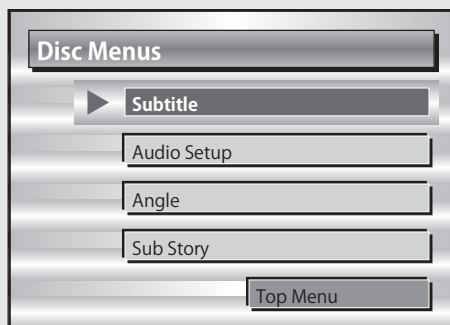 Disc Menus
Subtitle
Audio Setup
Angle
Sub Story
Top Menu